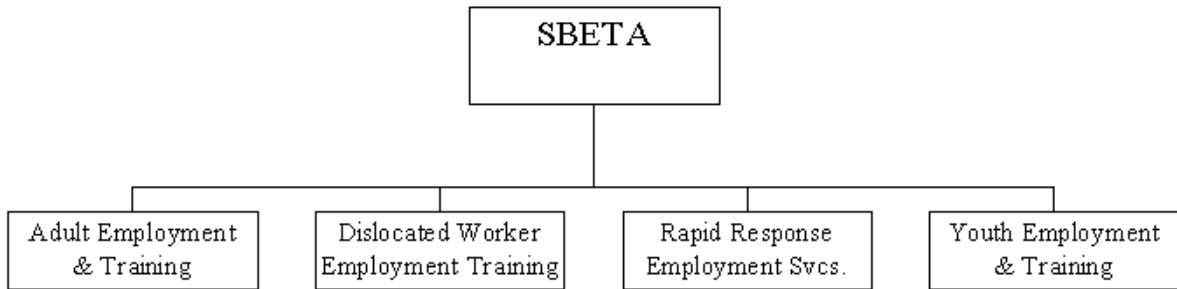 SBETA
Adult Employment
& Training
Dislocated Worker
Employment Training
Rapid Response
Employment Svcs.
Youth Employment
& Training